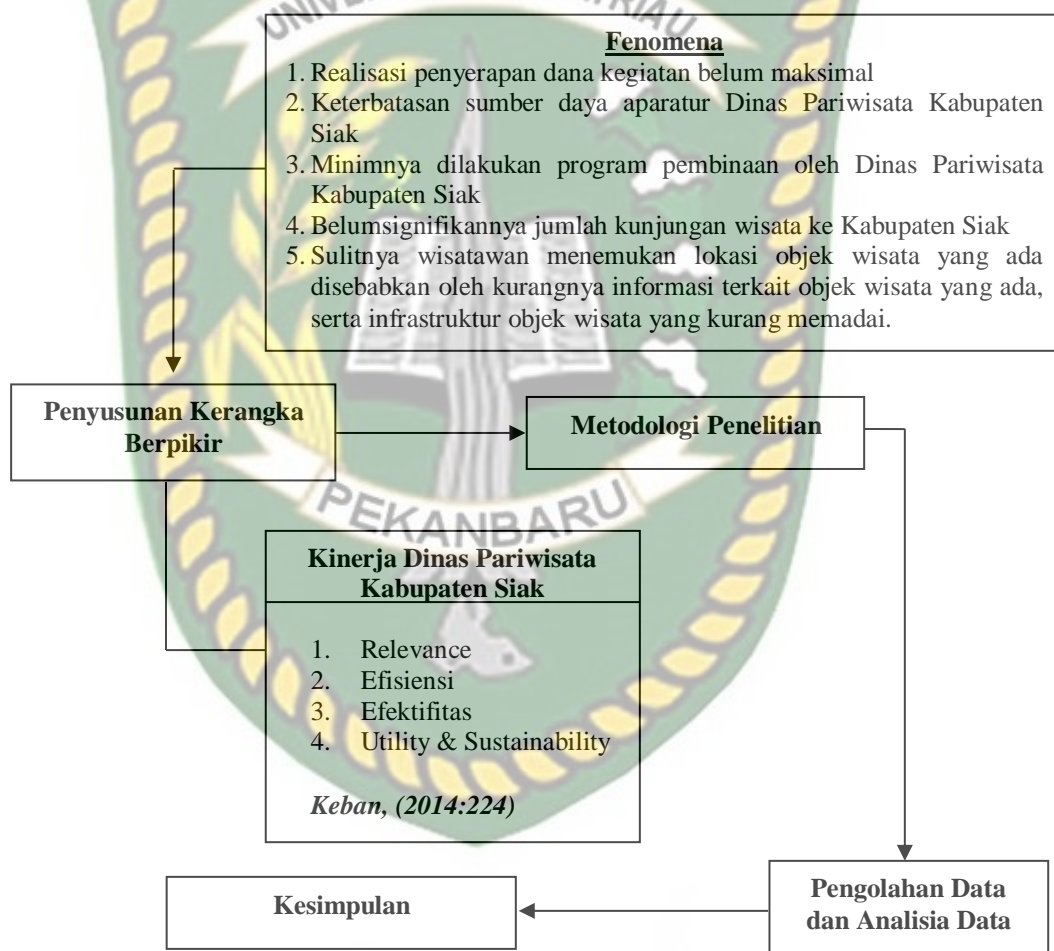 UNIVERSITAS RIAU
Fenomena
1. Realisasi penyerapan dana kegiatan belum maksimal
2. Keterbatasan sumber daya aparatur Dinas Pariwisata Kabupaten
Siak
3. Minimnya dilakukan program pembinaan oleh Dinas Pariwisata
Kabupaten Siak
4. Belumsignifikannya jumlah kunjungan wisata ke Kabupaten Siak
5. Sulitnya wisatawan menemukan lokasi objek wisata yang ada
disebabkan oleh kurangnya informasi terkait objek wisata yang ada,
serta infrastruktur objek wisata yang kurang memadai.
Penyusunan Kerangka
Berpikir
Metodologi Penelitian
PEKANBARU
Kinerja Dinas Pariwisata
Kabupaten Siak
1. Relevance
2. Efisiensi
3. Efektifitas
4. Utility & Sustainability
Keban, (2014:224)
Pengolahan Data
dan Analisia Data
Kesimpulan